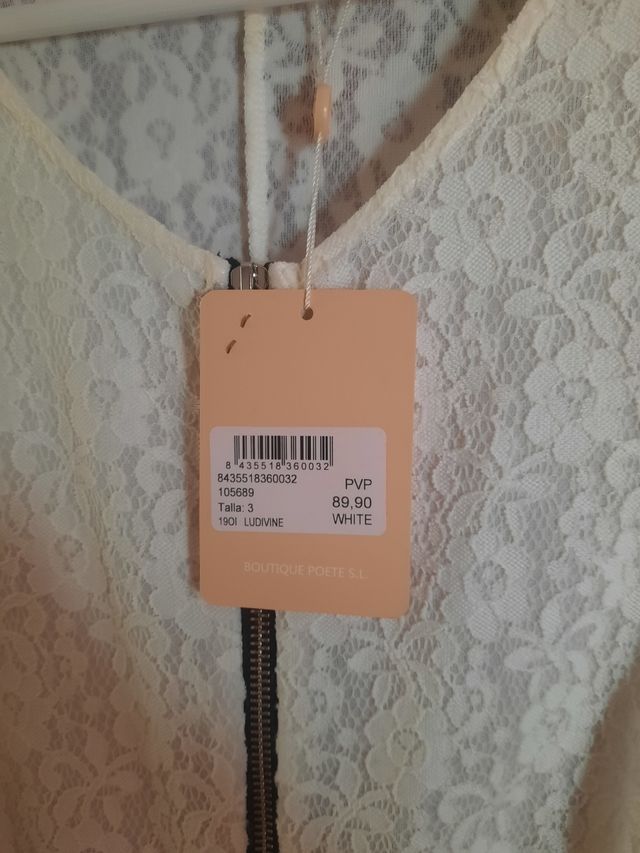 8 435518 360032
8435518360032
105689
Talla: 3
19OI LUDIVINE
PVP
89,90
WHITE
BOUTIQUE POETE S.L.